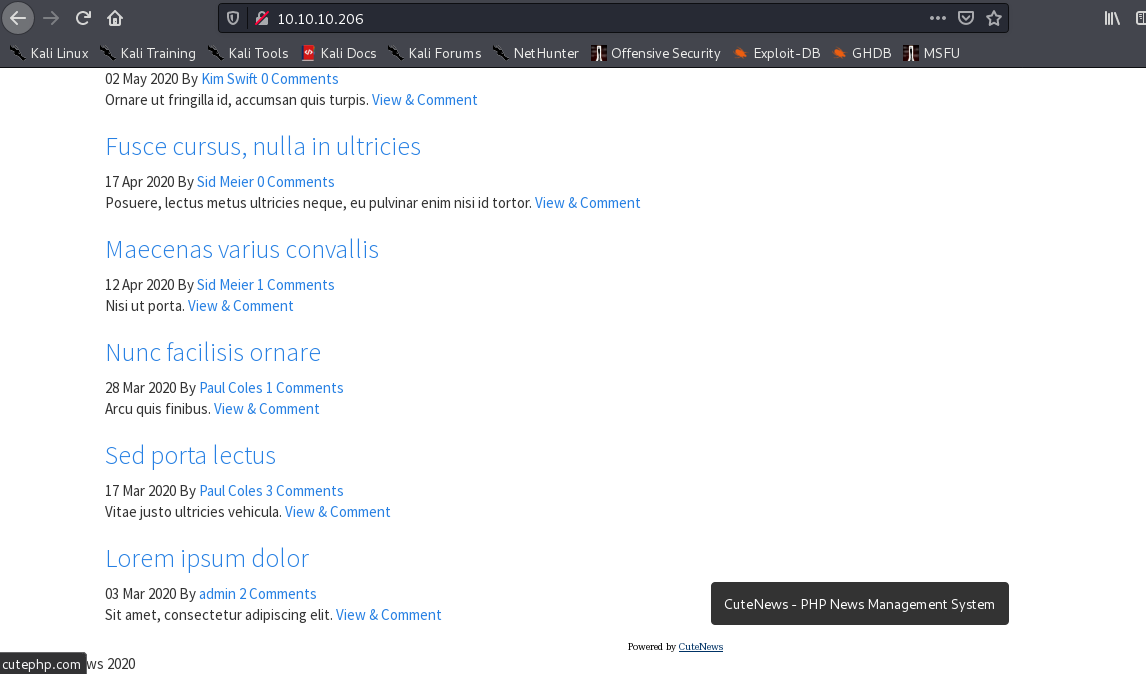 10.10.10.206
Kali Linux Kali Training Kali Tools Kali Docs Kali Forums NetHunter Offensive Security Exploit-DB GHDB MSFU
02 May 2020 By Kim Swift 0 Comments
Ornare ut fringilla id, accumsan quis turpis. View & Comment
Fusce cursus, nulla in ultricies
17 Apr 2020 By Sid Meier 0 Comments
Posuere, lectus metus ultricies neque, eu pulvinar enim nisi id tortor. View & Comment
Maecenas varius convallis
12 Apr 2020 By Sid Meier 1 Comments
Nisi ut porta. View & Comment
Nunc facilisis ornare
28 Mar 2020 By Paul Coles 1 Comments
Arcu quis finibus. View & Comment
Sed porta lectus
17 Mar 2020 By Paul Coles 3 Comments
Vitae justo ultricies vehicula. View & Comment
Lorem ipsum dolor
03 Mar 2020 By admin 2 Comments
Sit amet, consectetur adipiscing elit. View & Comment
CuteNews - PHP News Management System
Powered by CuteNews
cutephp.com ws 2020